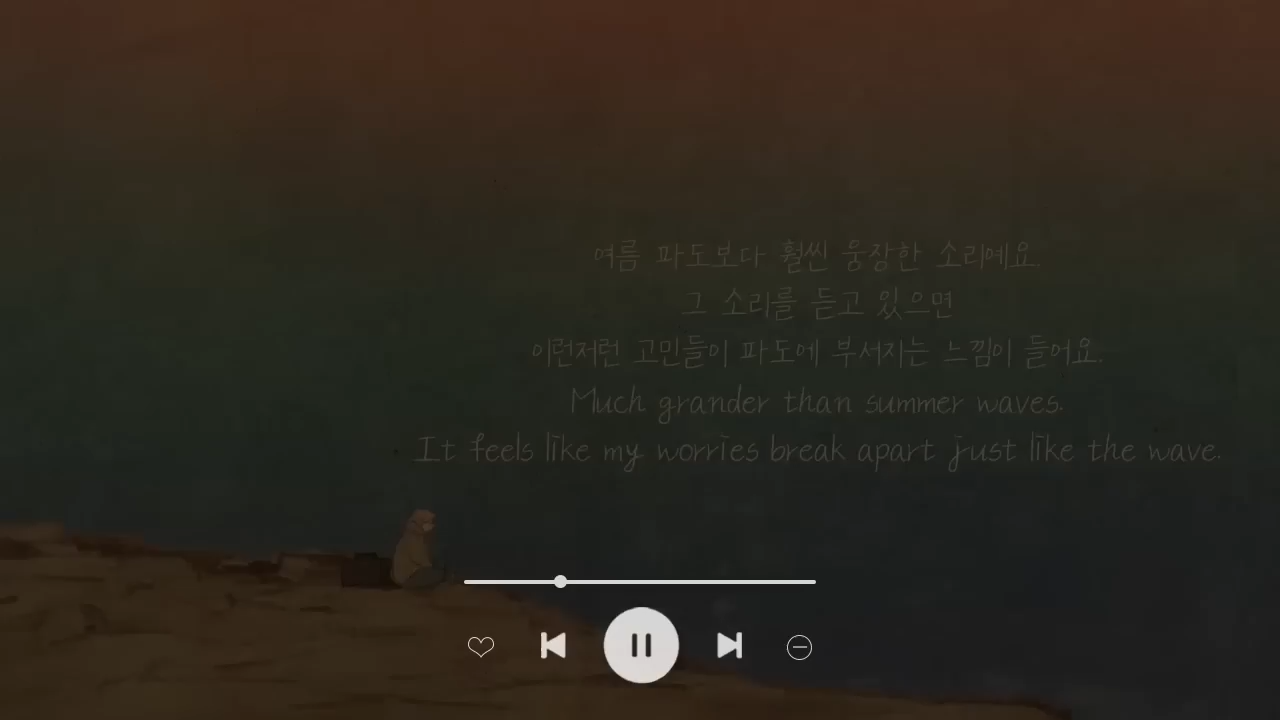 여름 파도보다 훨씬 웅장한 소리예요.
그 소리를 듣고 있으면
이런저런 고민들이 파도에 부서지는 느낌이 들어요.
Much grander than summer waves.
It feels like my worries break apart just like the wave.